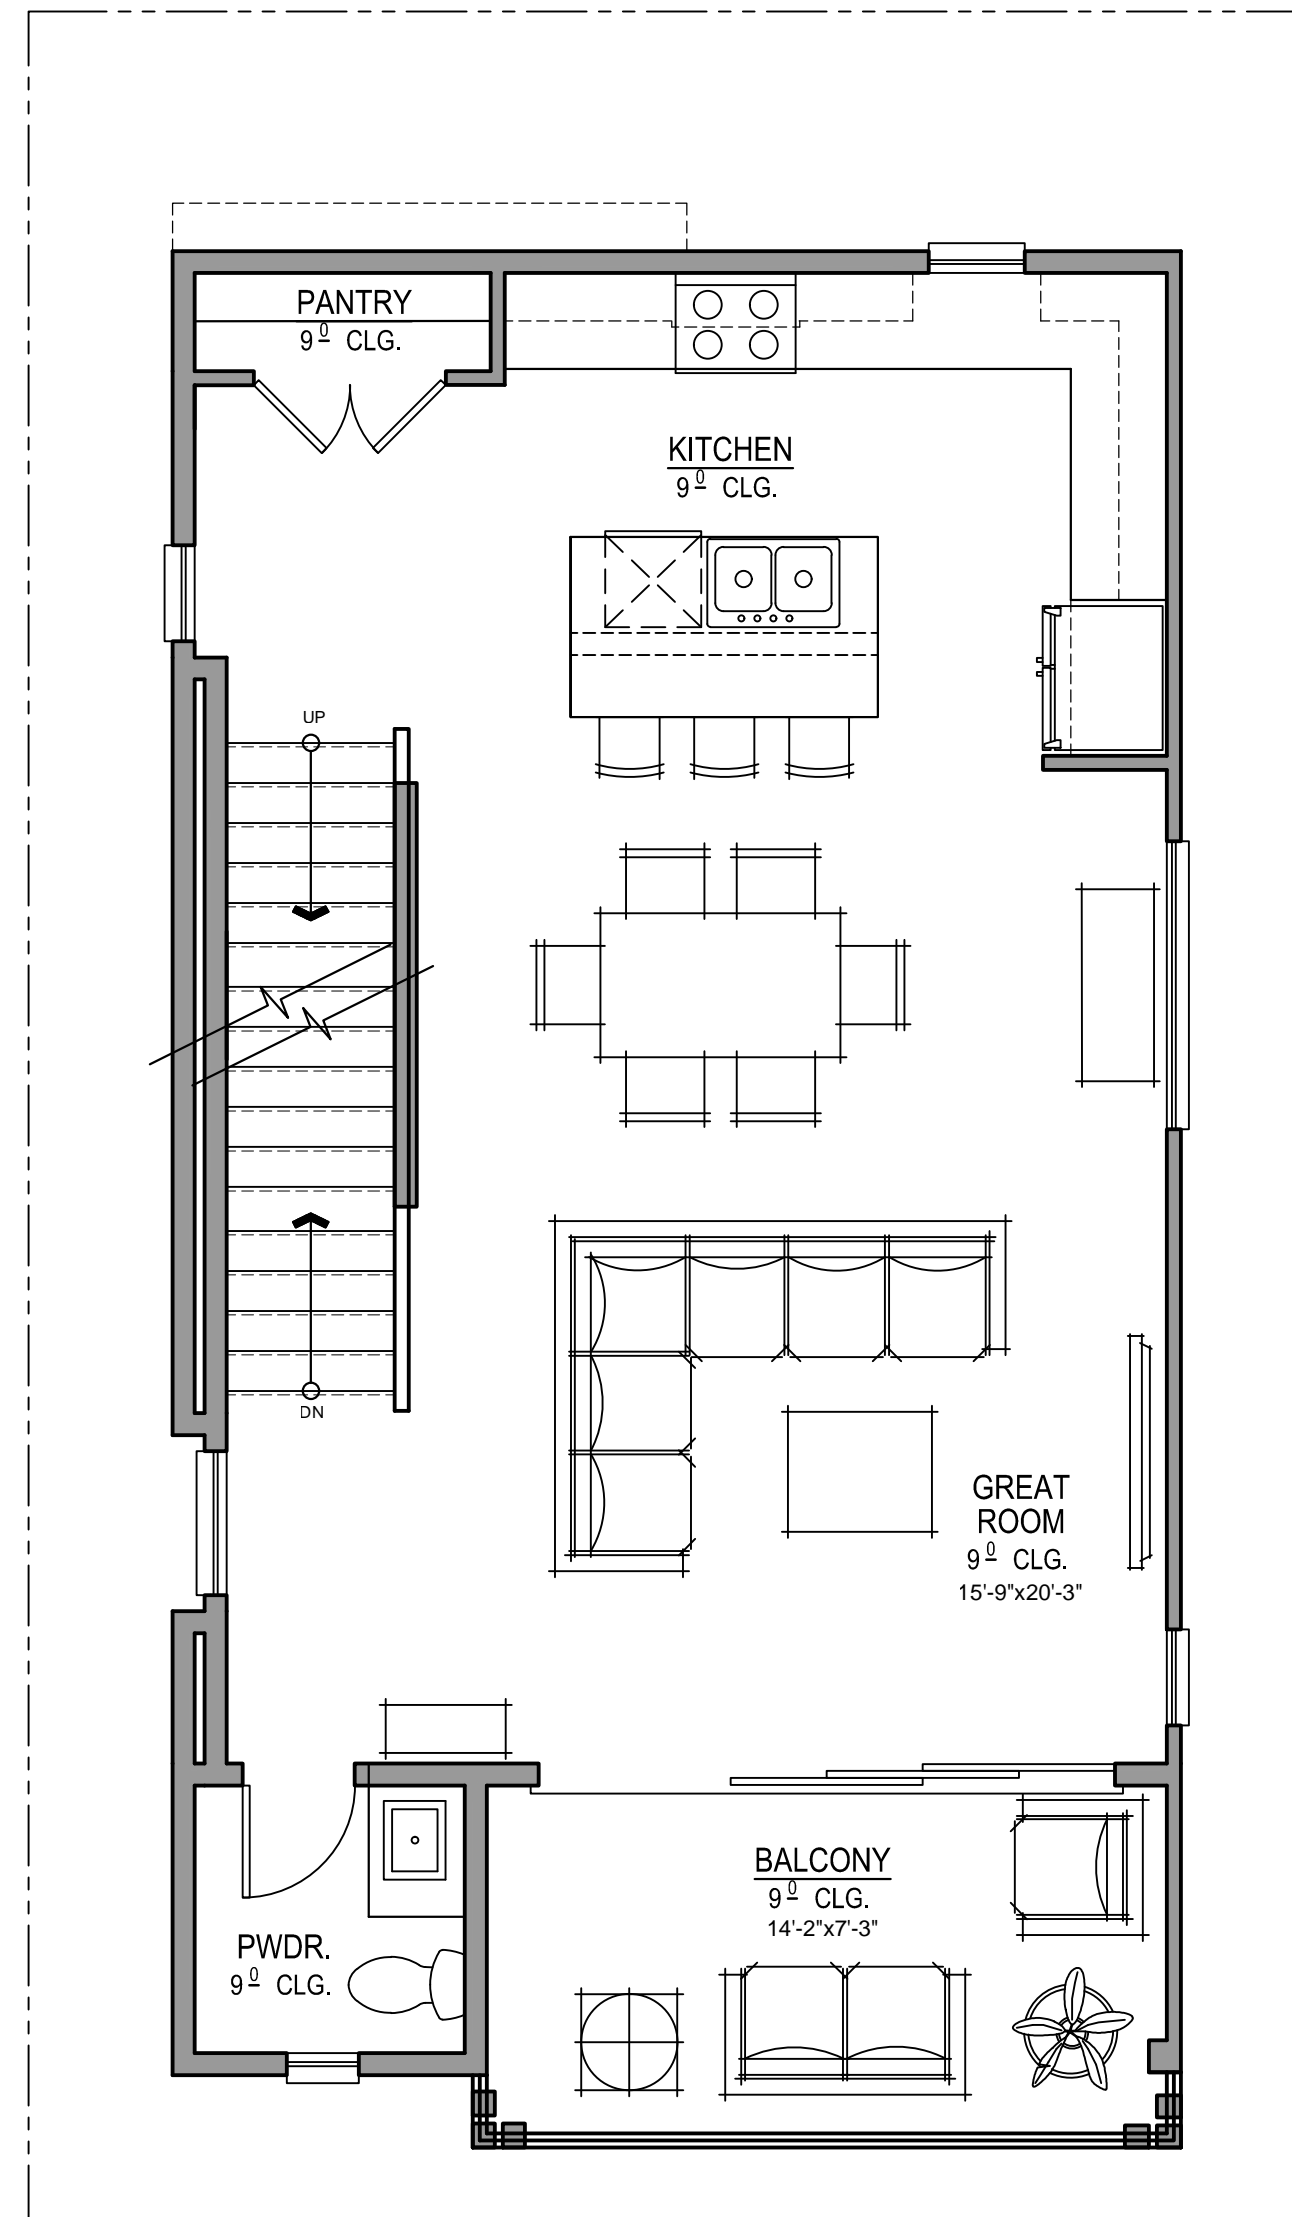 PANTRY
9⁰ CLG.
KITCHEN
9⁰ CLG.
UP
DN
GREAT
ROOM
9⁰ CLG.
15'-9"x20'-3"
BALCONY
9⁰ CLG.
14'-2"x7'-3"
PWDR.
9⁰ CLG.